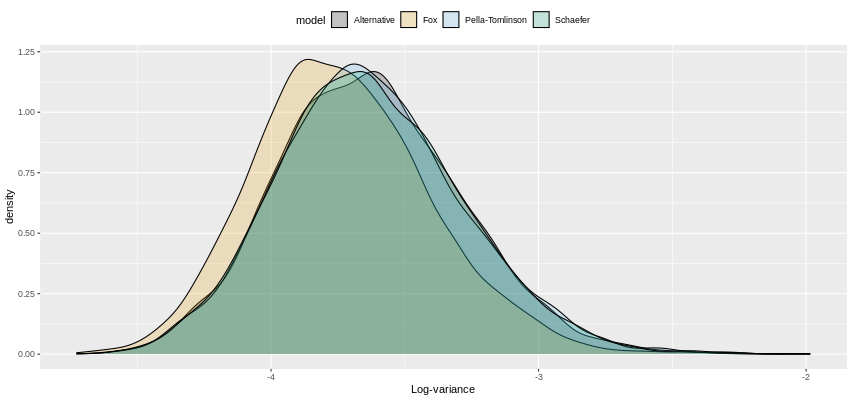 model Alternative Fox Pella-Tomlinson Schaefer
1.25
1.00
0.75
0.50
0.25
0.00
density
-4 -3 -2
Log-variance